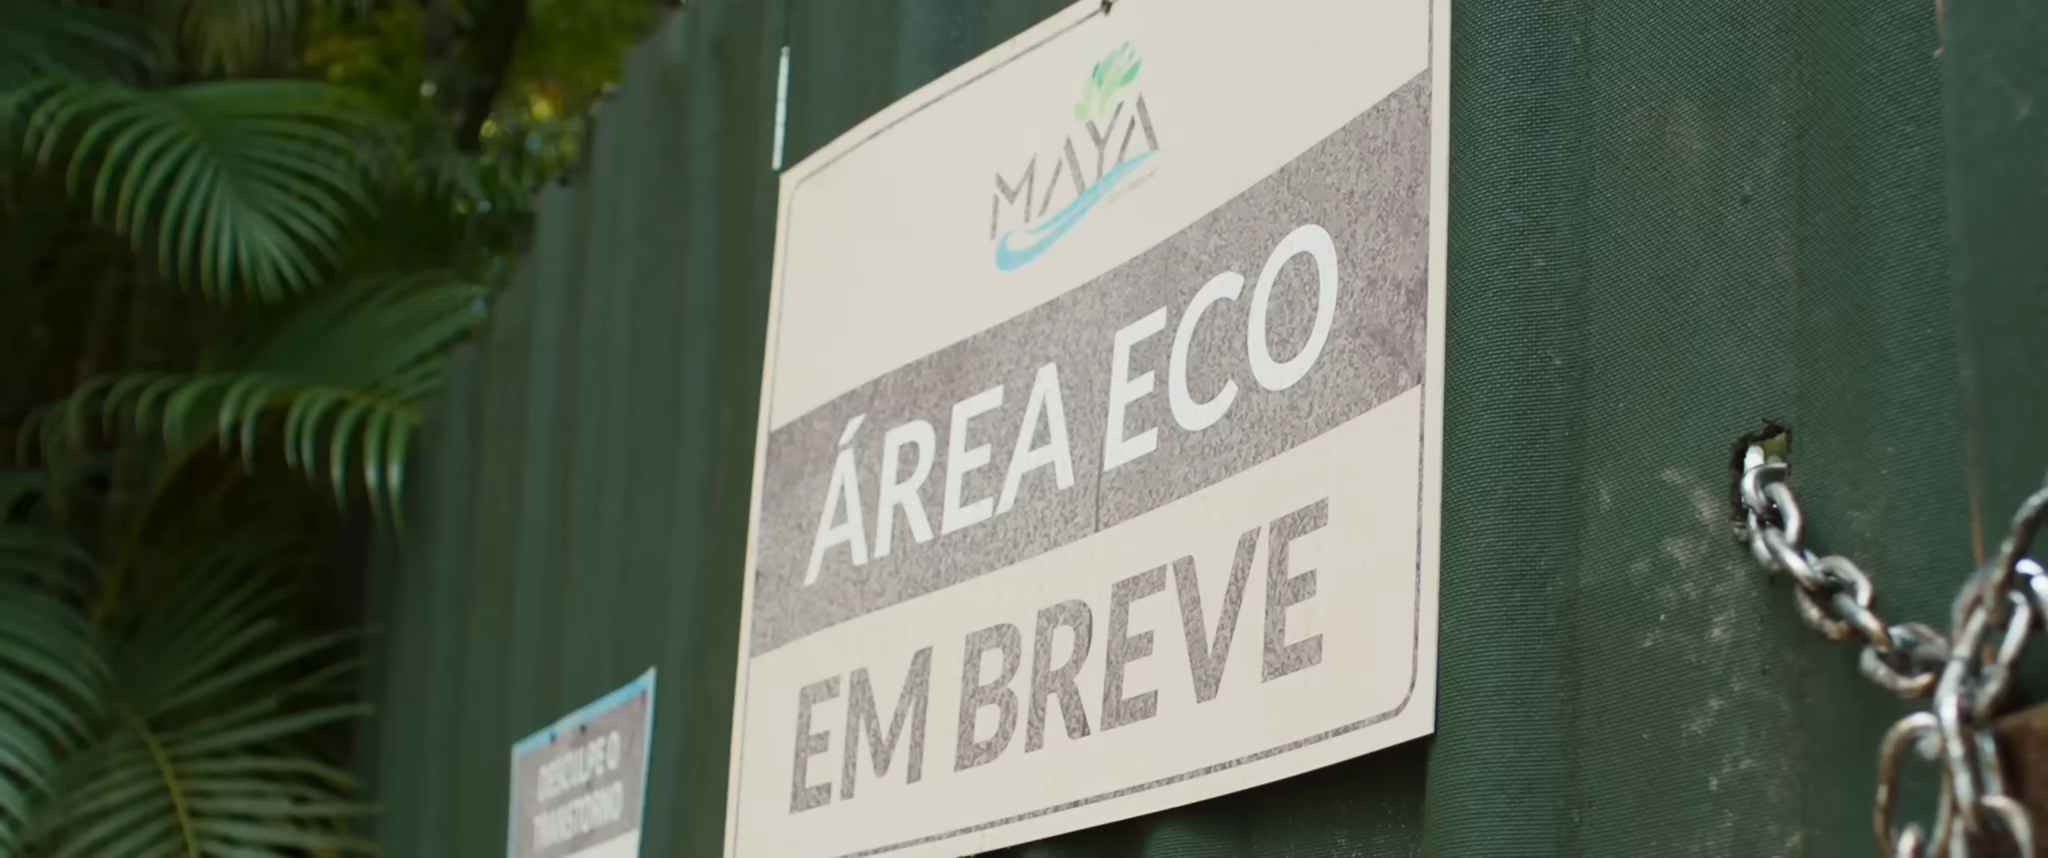 MAYA
ÁREA ECO
EM BREVE
DESCULPE O
TRANSTORNO